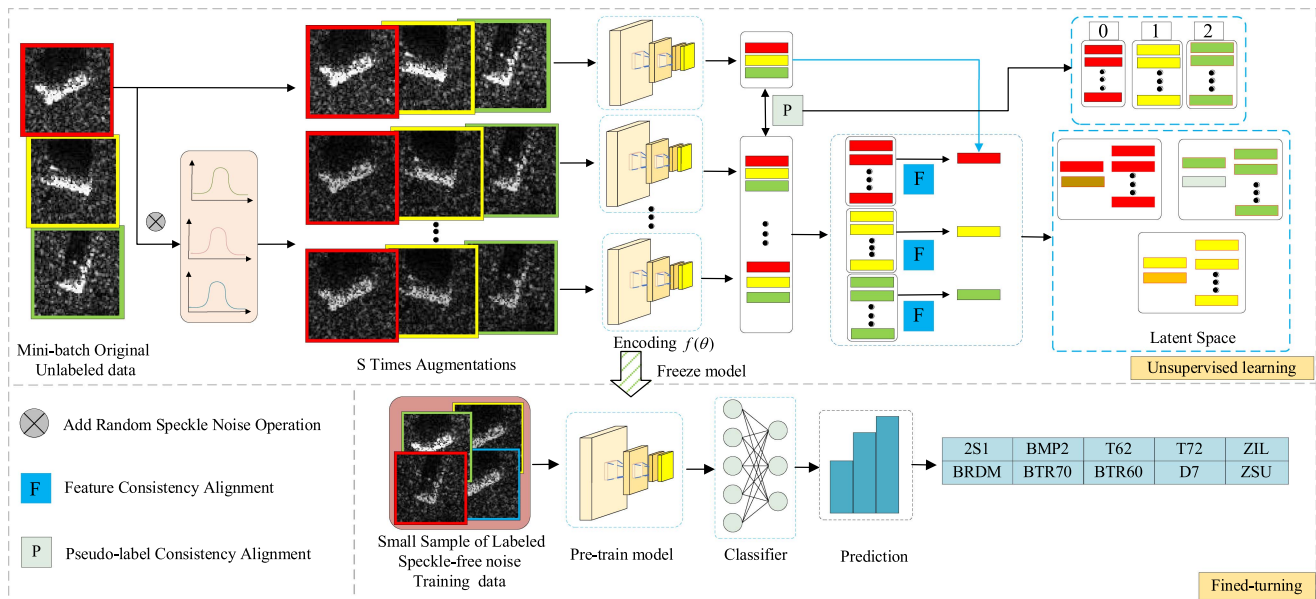 0 1 2
P
F
F
F
Mini-batch Original
Unlabeled data
S Times Augmentations
Encoding f(θ)
Latent Space
Unsupervised learning
Freeze model
Add Random Speckle Noise Operation
F Feature Consistency Alignment
P Pseudo-label Consistency Alignment
Small Sample of Labeled
Speckle-free noise
Training data
Pre-train model
Classifier
Prediction
2S1 BMP2 T62 T72 ZIL
BRDM BTR70 BTR60 D7 ZSU
Fined-turning